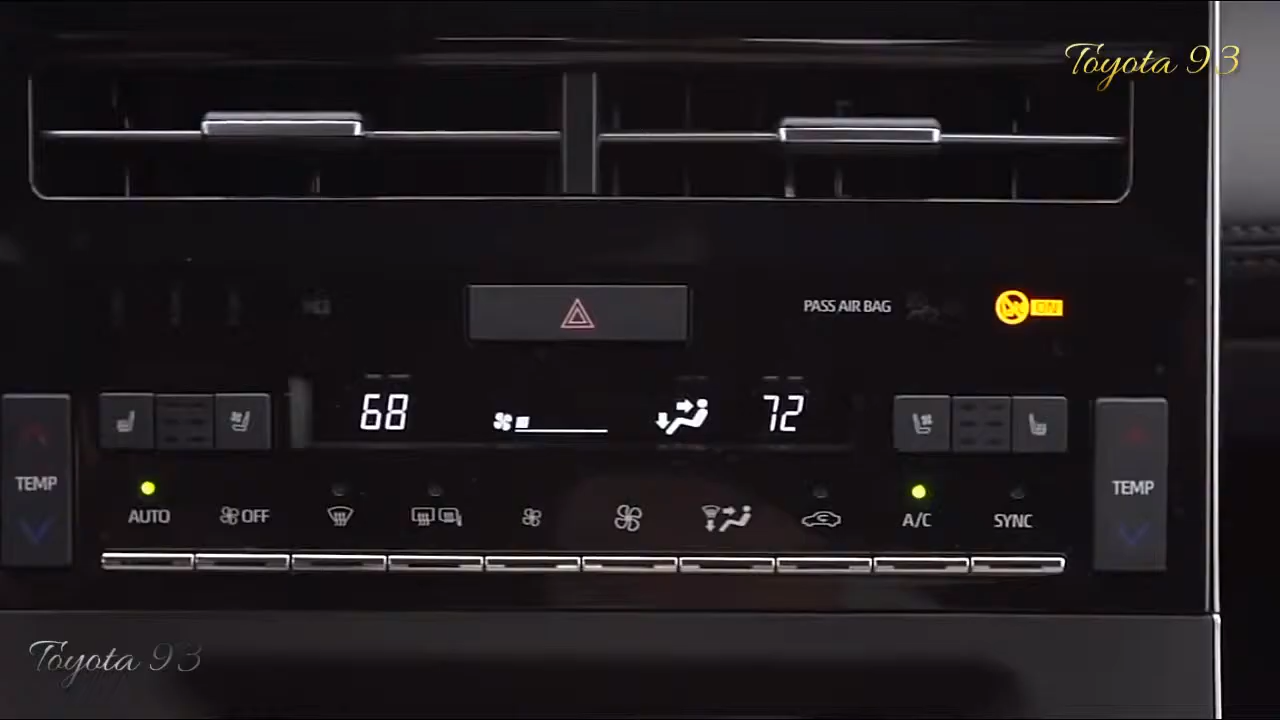 Toyota 93
PASS AIR BAG
ON
68
72
TEMP
TEMP
AUTO
OFF
A/C
SYNC
Toyota 93